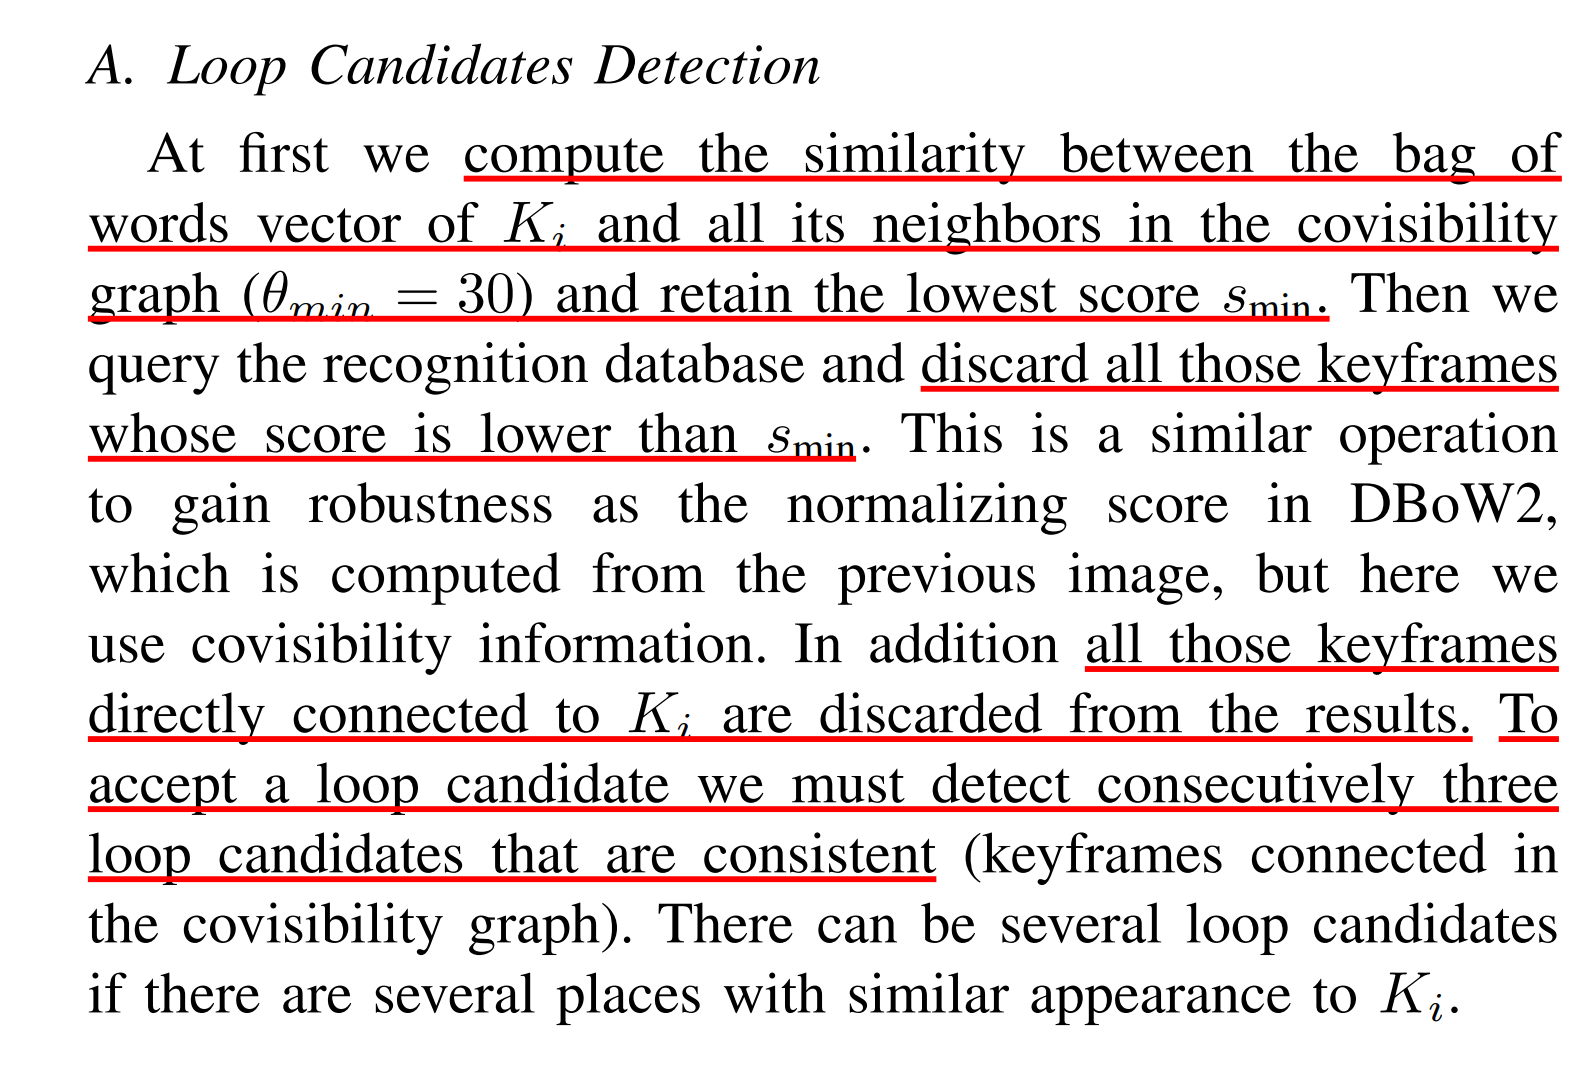 A. Loop Candidates Detection
At first we compute the similarity between the bag of
words vector of K_i and all its neighbors in the covisibility
graph (θ_min = 30) and retain the lowest score s_min. Then we
query the recognition database and discard all those keyframes
whose score is lower than s_min. This is a similar operation
to gain robustness as the normalizing score in DBoW2,
which is computed from the previous image, but here we
use covisibility information. In addition all those keyframes
directly connected to K_i are discarded from the results. To
accept a loop candidate we must detect consecutively three
loop candidates that are consistent (keyframes connected in
the covisibility graph). There can be several loop candidates
if there are several places with similar appearance to K_i.